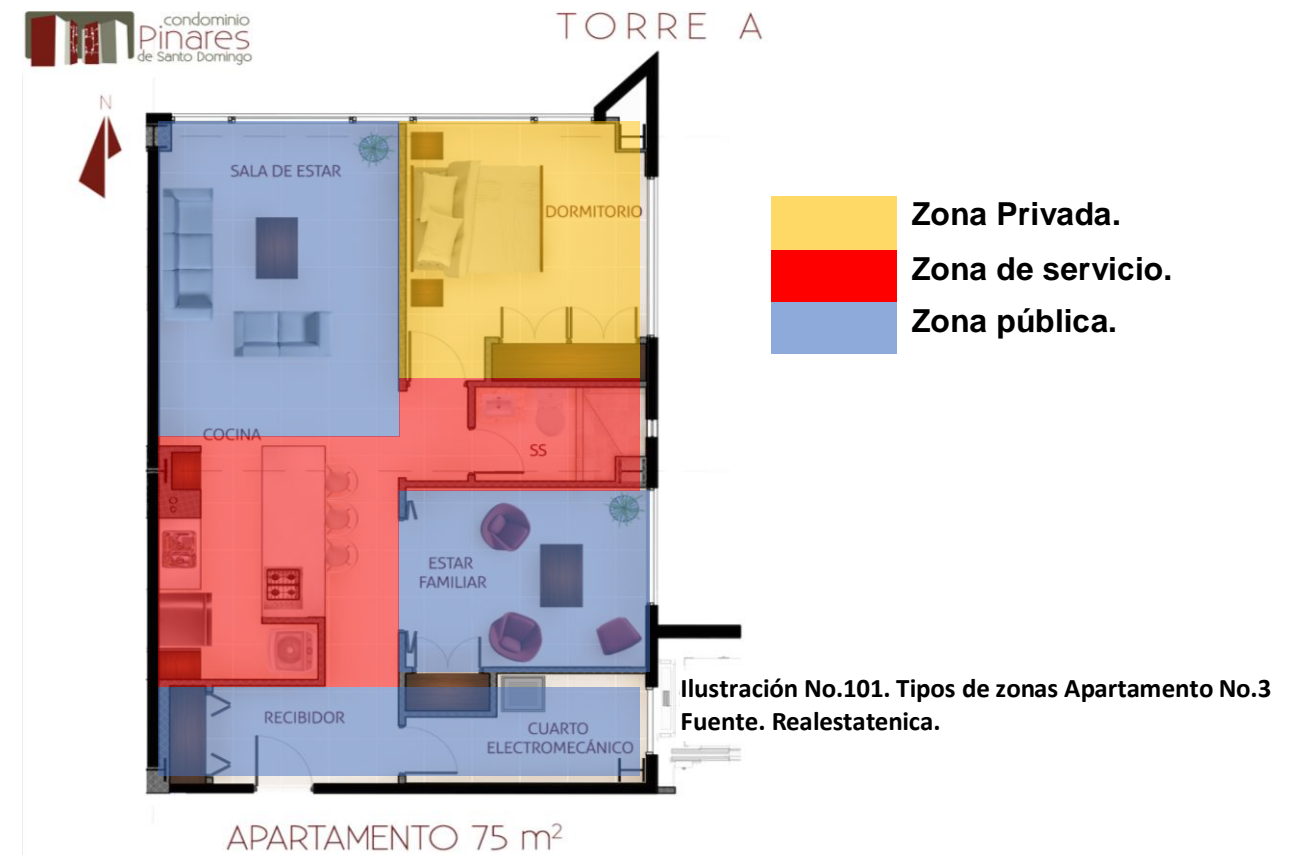 condominio
Pinares
de Santo Domingo
TORRE A
N
SALA DE ESTAR
DORMITORIO
Zona Privada.
Zona de servicio.
Zona pública.
COCINA
SS
ESTAR
FAMILIAR
RECIBIDOR
CUARTO
ELECTROMECÁNICO
Ilustración No.101. Tipos de zonas Apartamento No.3
Fuente. Realestatenica.
APARTAMENTO 75 m²